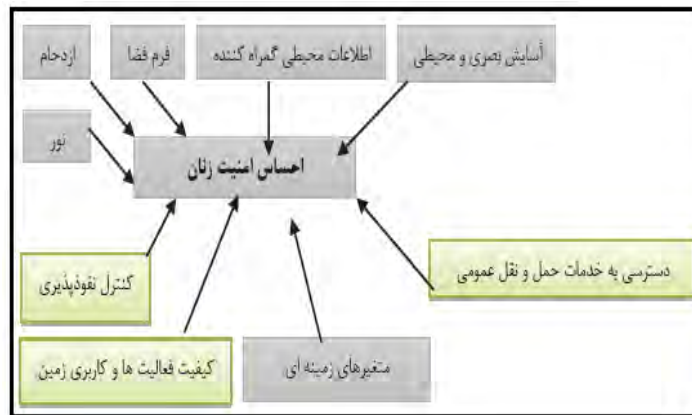 آسایش بصری و محیطی
اطلاعات محیطی گمراه کننده
فرم فضا
ازدحام
نور
احساس امنیت زنان
دسترسی به خدمات حمل و نقل عمومی
کنترل نفوذپذیری
متغیرهای زمینه ای
کیفیت فعالیت ها و کاربری زمین